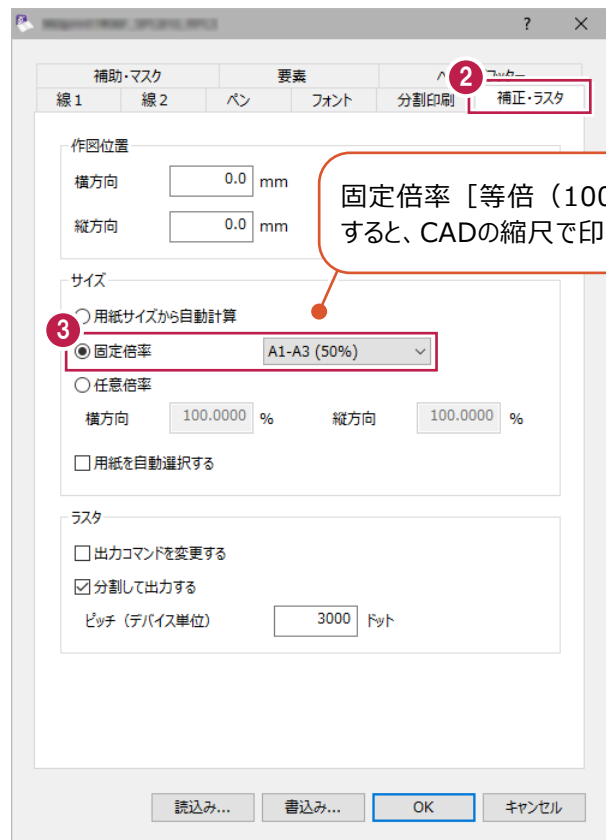 ? ×
補助・マスク 要素
2
線1 線2 ペン フォント 分割印刷 補正・ラスタ
作図位置
横方向 0.0 mm
縦方向 0.0 mm
固定倍率［等倍（100
すると、CADの縮尺で印
サイズ
用紙サイズから自動計算
3
固定倍率 A1-A3 (50%)
任意倍率
横方向 100.0000 % 縦方向 100.0000 %
用紙を自動選択する
ラスタ
出力コマンドを変更する
分割して出力する
ピッチ（デバイス単位） 3000 ドット
読込み... 書込み... OK キャンセル